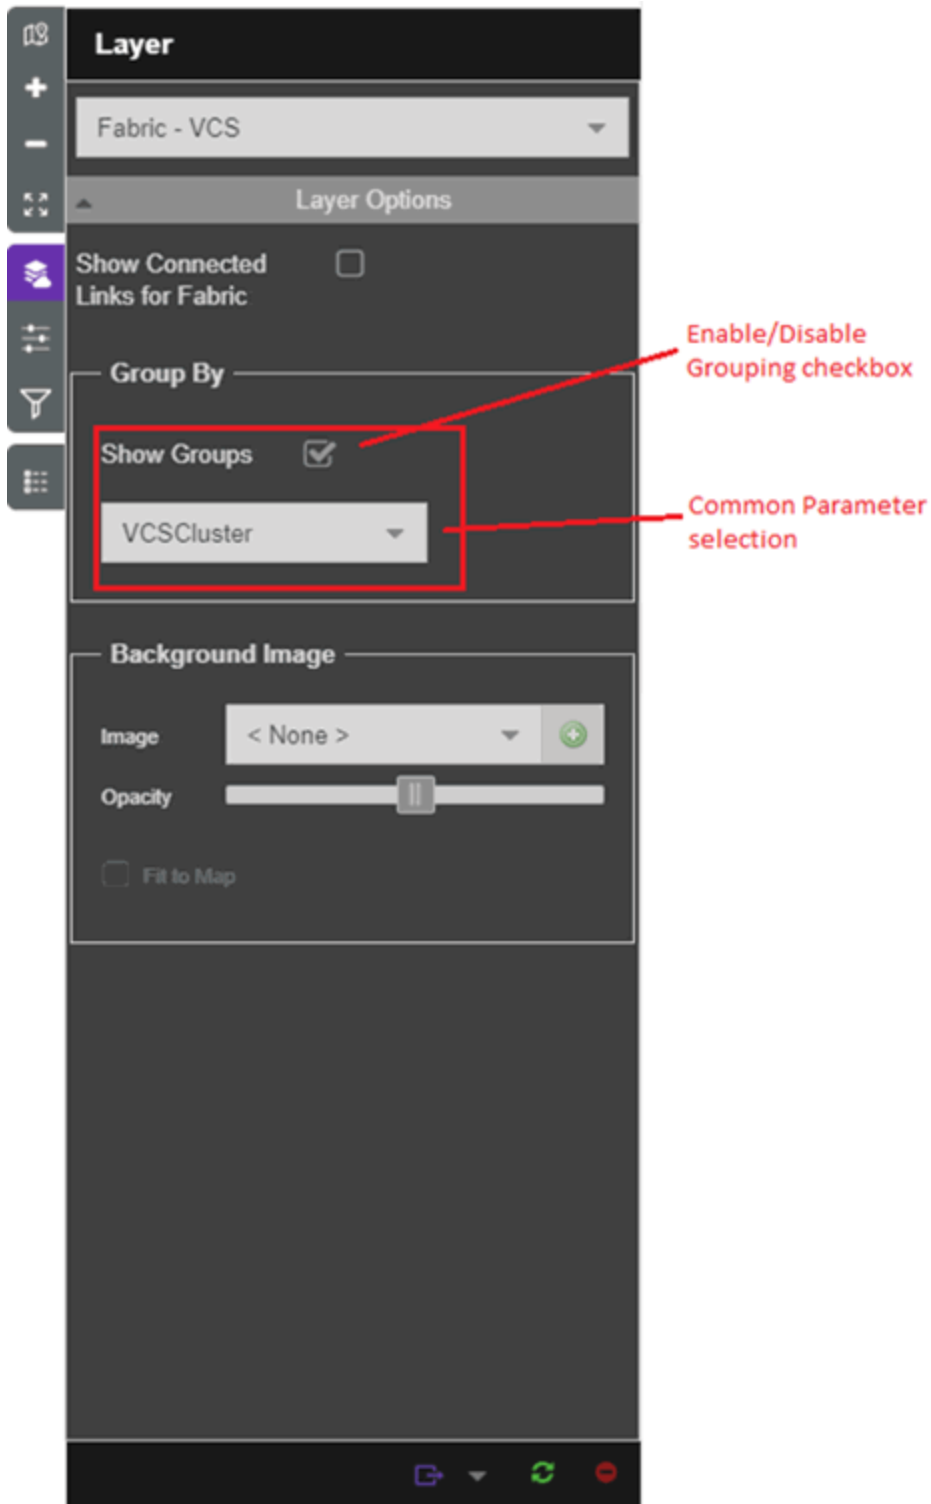 Layer
Fabric - VCS
Layer Options
Show Connected
Links for Fabric
Enable/Disable
Grouping checkbox
Group By
Show Groups
Common Parameter
selection
VCSCluster
Background Image
Image
< None >
Opacity
Fit to Map